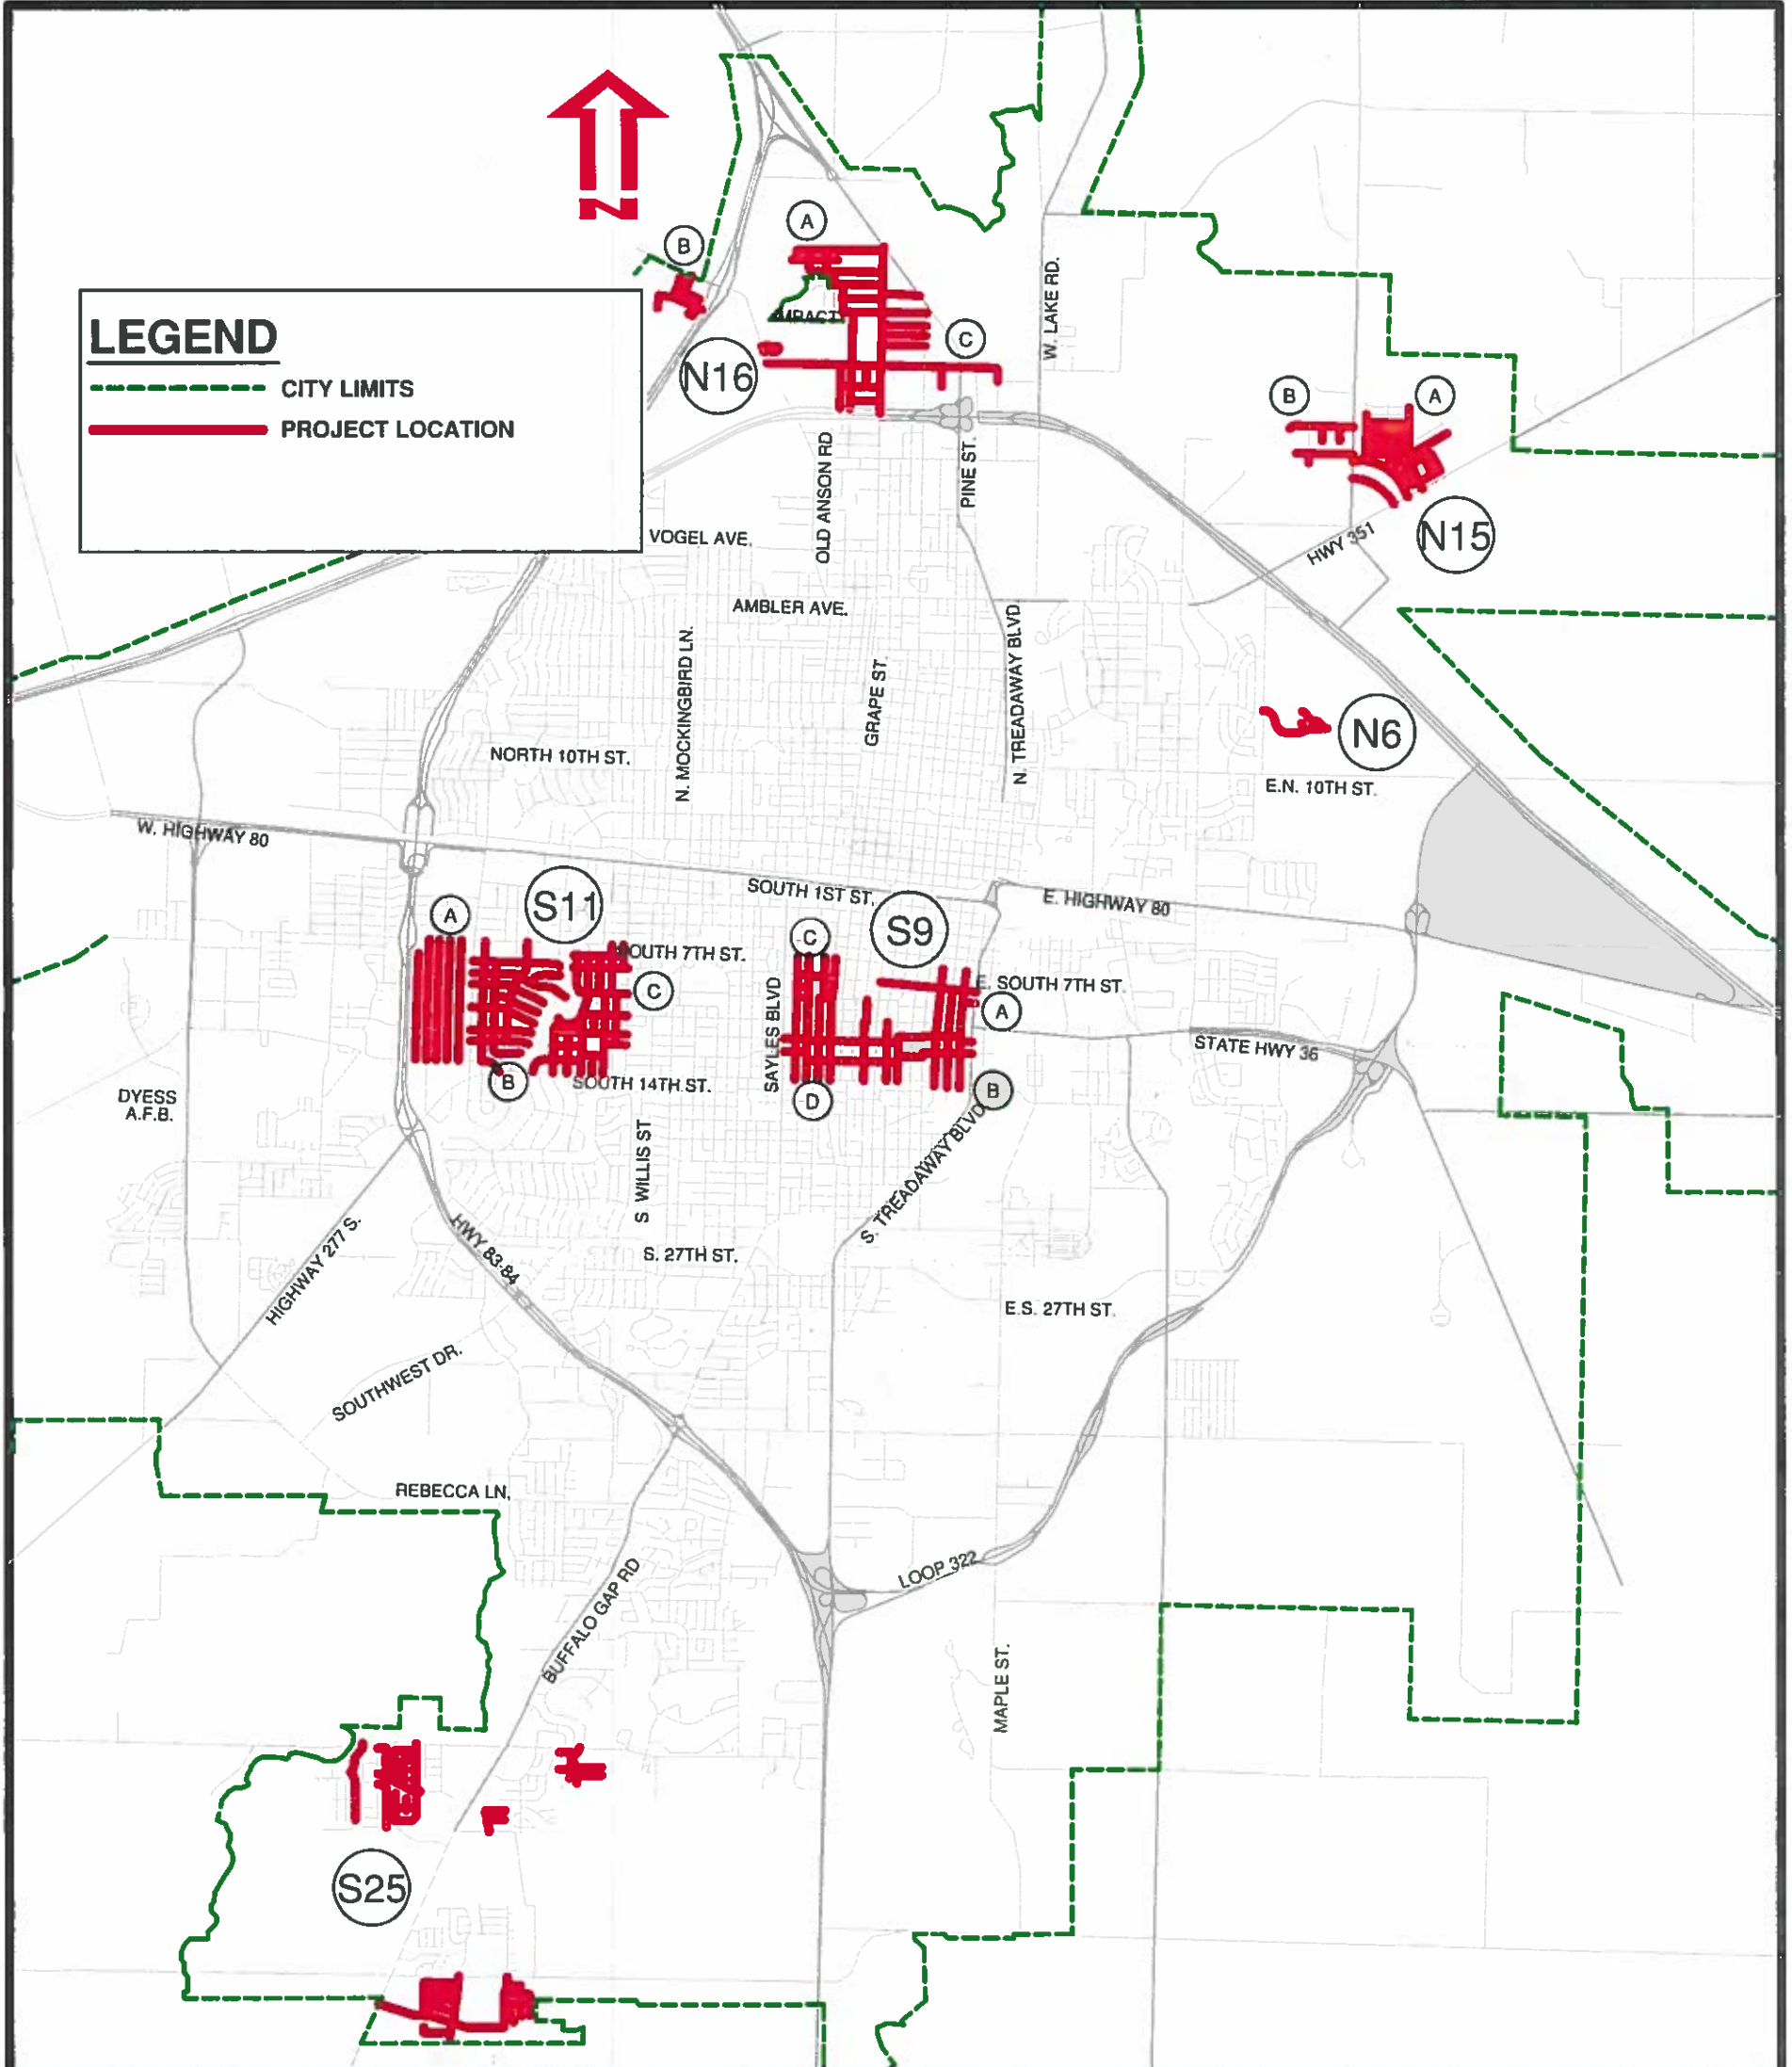 N
A
B
W. LAKE RD.
IMPACT
LEGEND
CITY LIMITS
PROJECT LOCATION
C
N16
B
A
OLD ANSON RD
PINE ST.
VOGEL AVE.
HWY 351
N15
AMBLER AVE.
N. MOCKINGBIRD LN.
GRAPE ST.
N. TREADAWAY BLVD
N6
NORTH 10TH ST.
E.N. 10TH ST.
W. HIGHWAY 80
SOUTH 1ST ST.
E. HIGHWAY 80
S11
A
S9
C
SOUTH 7TH ST.
E. SOUTH 7TH ST.
C
A
SAYLES BLVD
STATE HWY 36
B
SOUTH 14TH ST.
D
B
DYESS
A.F.B.
S WILLIS ST
S. TREADAWAY BLVD
HIGHWAY 277 S.
HWY 83-84
S. 27TH ST.
E.S. 27TH ST.
SOUTHWEST DR.
REBECCA LN,
LOOP 322
BUFFALO GAP RD
MAPLE ST.
S25